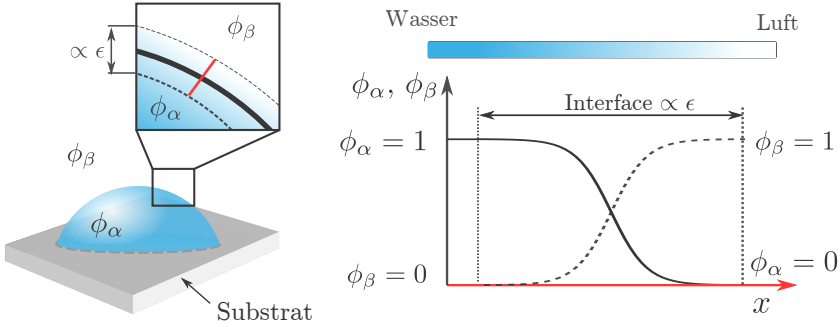 ϕ_β
∝ ϵ
ϕ_α
ϕ_β
ϕ_α
Substrat
Wasser
Luft
ϕ_α, ϕ_β
Interface ∝ ϵ
ϕ_α = 1
ϕ_β = 1
ϕ_β = 0
ϕ_α = 0
x